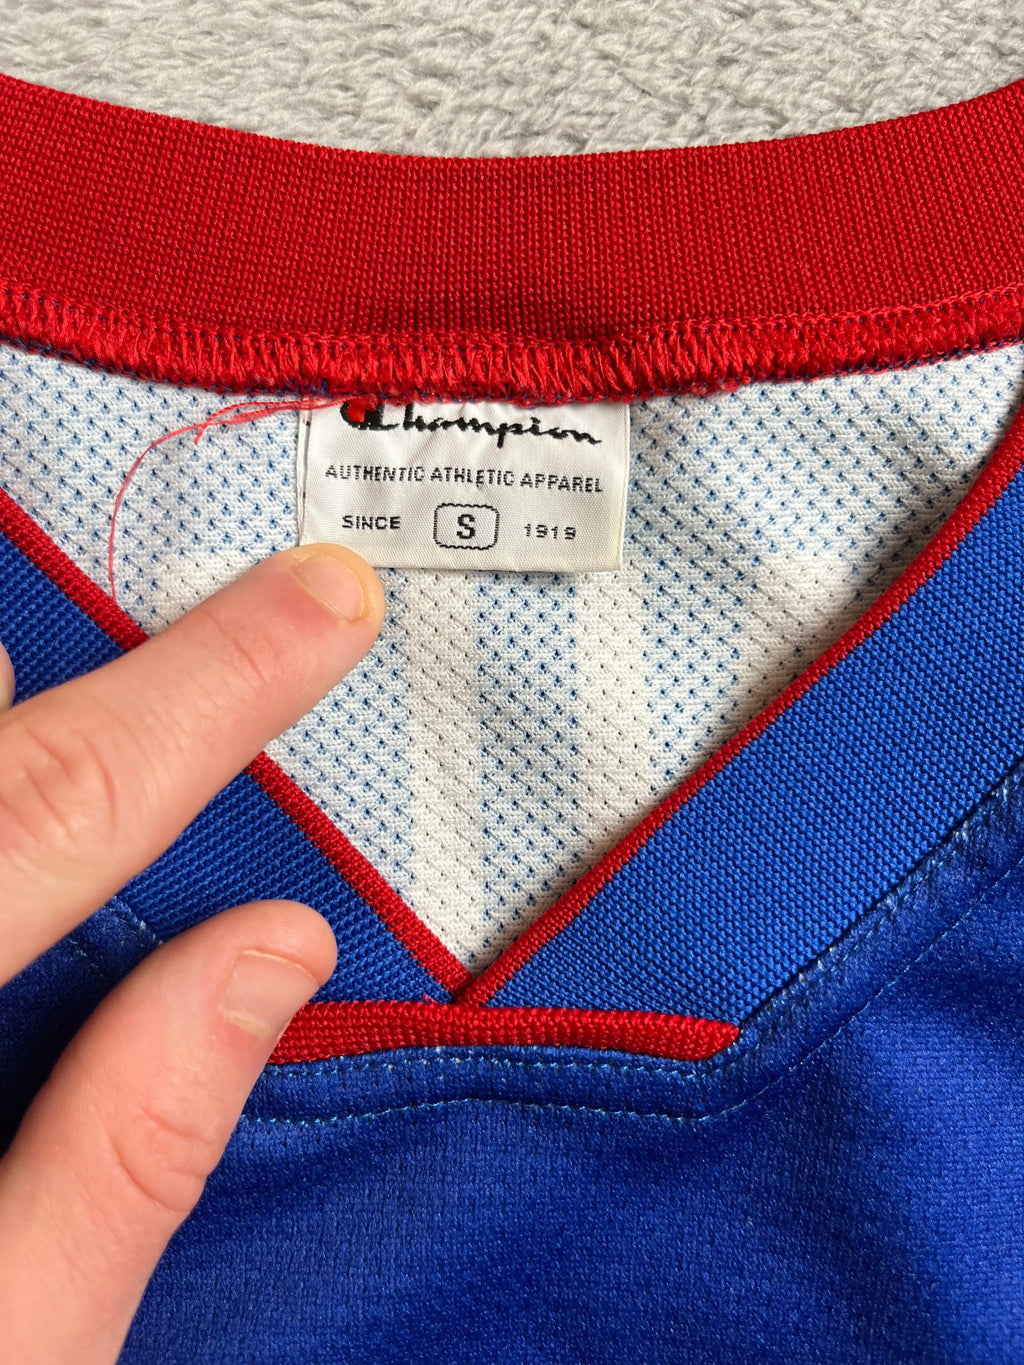 Champion
AUTHENTIC ATHLETIC APPAREL
SINCE S 1919